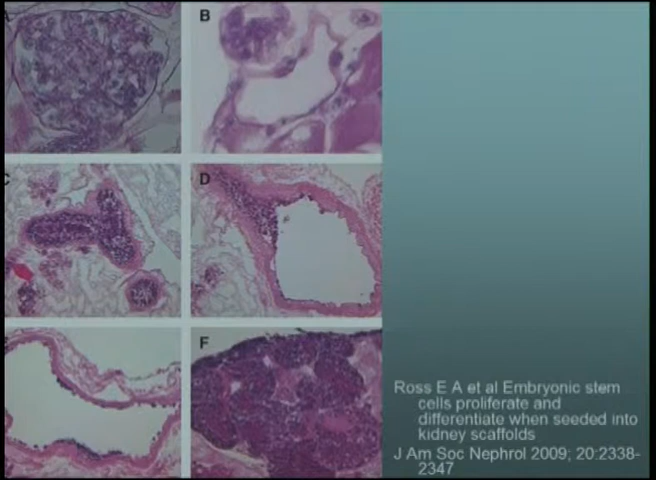 B
C
D
F
Ross E A et al Embryonic stem
cells proliferate and
differentiate when seeded into
kidney scaffolds
J Am Soc Nephrol 2009; 20:2338-
2347